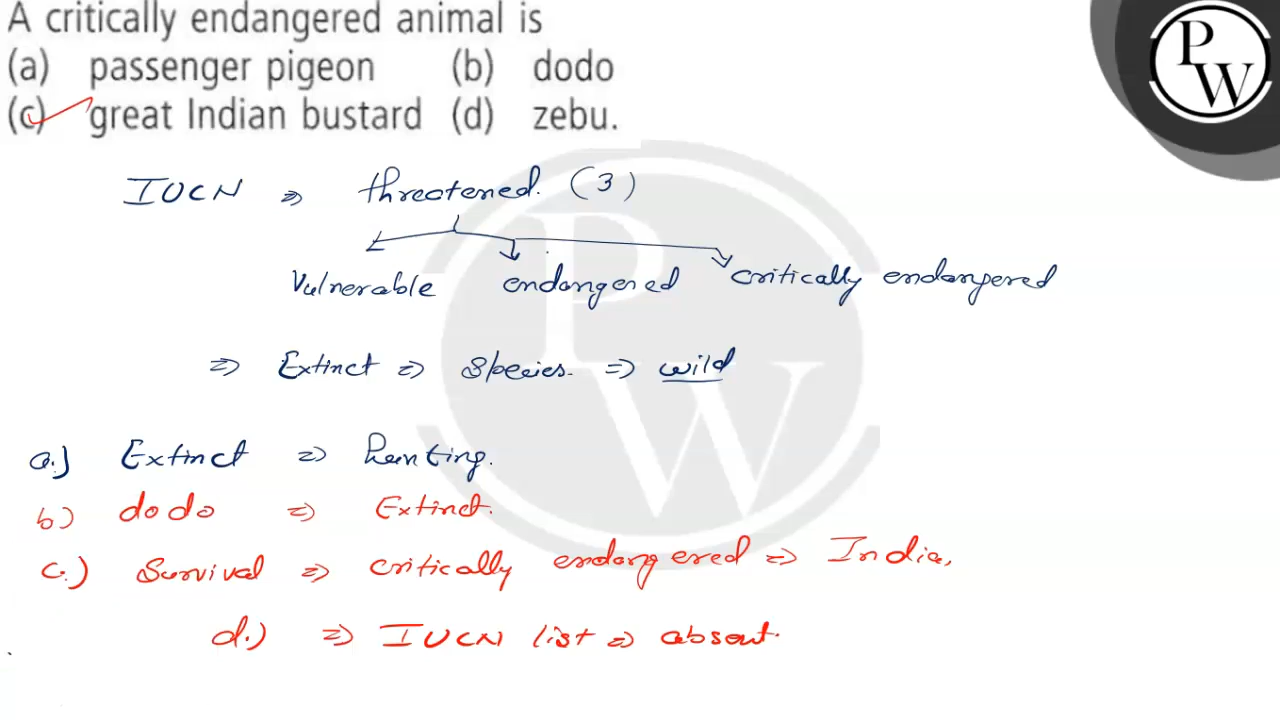 A critically endangered animal is
(a) passenger pigeon (b) dodo
(c) great Indian bustard (d) zebu.
PW
IUCN ⇒ threatened. (3)
Vulnerable endangered critically endangered
⇒ Extinct ⇒ Species. ⇒ wild
a.) Extinct ⇒ Hunting.
b) dodo ⇒ Extinct.
c.) Survival ⇒ critically endangered ⇒ India.
d.) ⇒ IUCN list ⇒ absent.